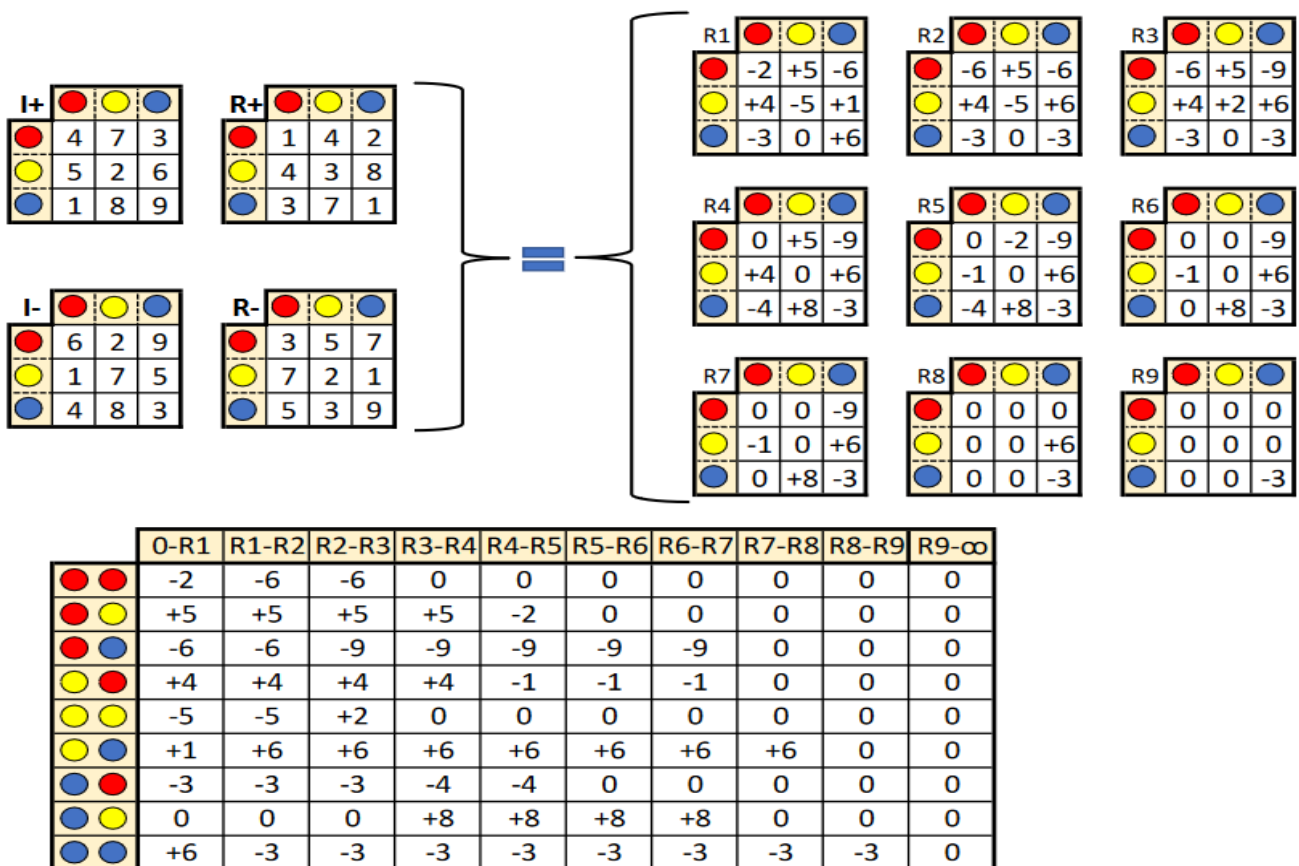 R1 R2 R3
-2 +5 -6 -6 +5 -6 -6 +5 -9
I+ R+
+4 -5 +1 +4 -5 +6 +4 +2 +6
4 7 3 1 4 2
-3 0 +6 -3 0 -3 -3 0 -3
5 2 6 4 3 8
1 8 9 3 7 1
R4 R5 R6
0 +5 -9 0 -2 -9 0 0 -9
+4 0 +6 -1 0 +6 -1 0 +6
-4 +8 -3 -4 +8 -3 0 +8 -3
I- R-
6 2 9 3 5 7
1 7 5 7 2 1
4 8 3 5 3 9
R7 R8 R9
0 0 -9 0 0 0 0 0 0
-1 0 +6 0 0 +6 0 0 0
0 +8 -3 0 0 -3 0 0 -3
0-R1 R1-R2 R2-R3 R3-R4 R4-R5 R5-R6 R6-R7 R7-R8 R8-R9 R9-∞
-2 -6 -6 0 0 0 0 0 0 0
+5 +5 +5 +5 -2 0 0 0 0 0
-6 -6 -9 -9 -9 -9 -9 0 0 0
+4 +4 +4 +4 -1 -1 -1 0 0 0
-5 -5 +2 0 0 0 0 0 0 0
+1 +6 +6 +6 +6 +6 +6 +6 0 0
-3 -3 -3 -4 -4 0 0 0 0 0
0 0 0 +8 +8 +8 +8 0 0 0
+6 -3 -3 -3 -3 -3 -3 -3 -3 0